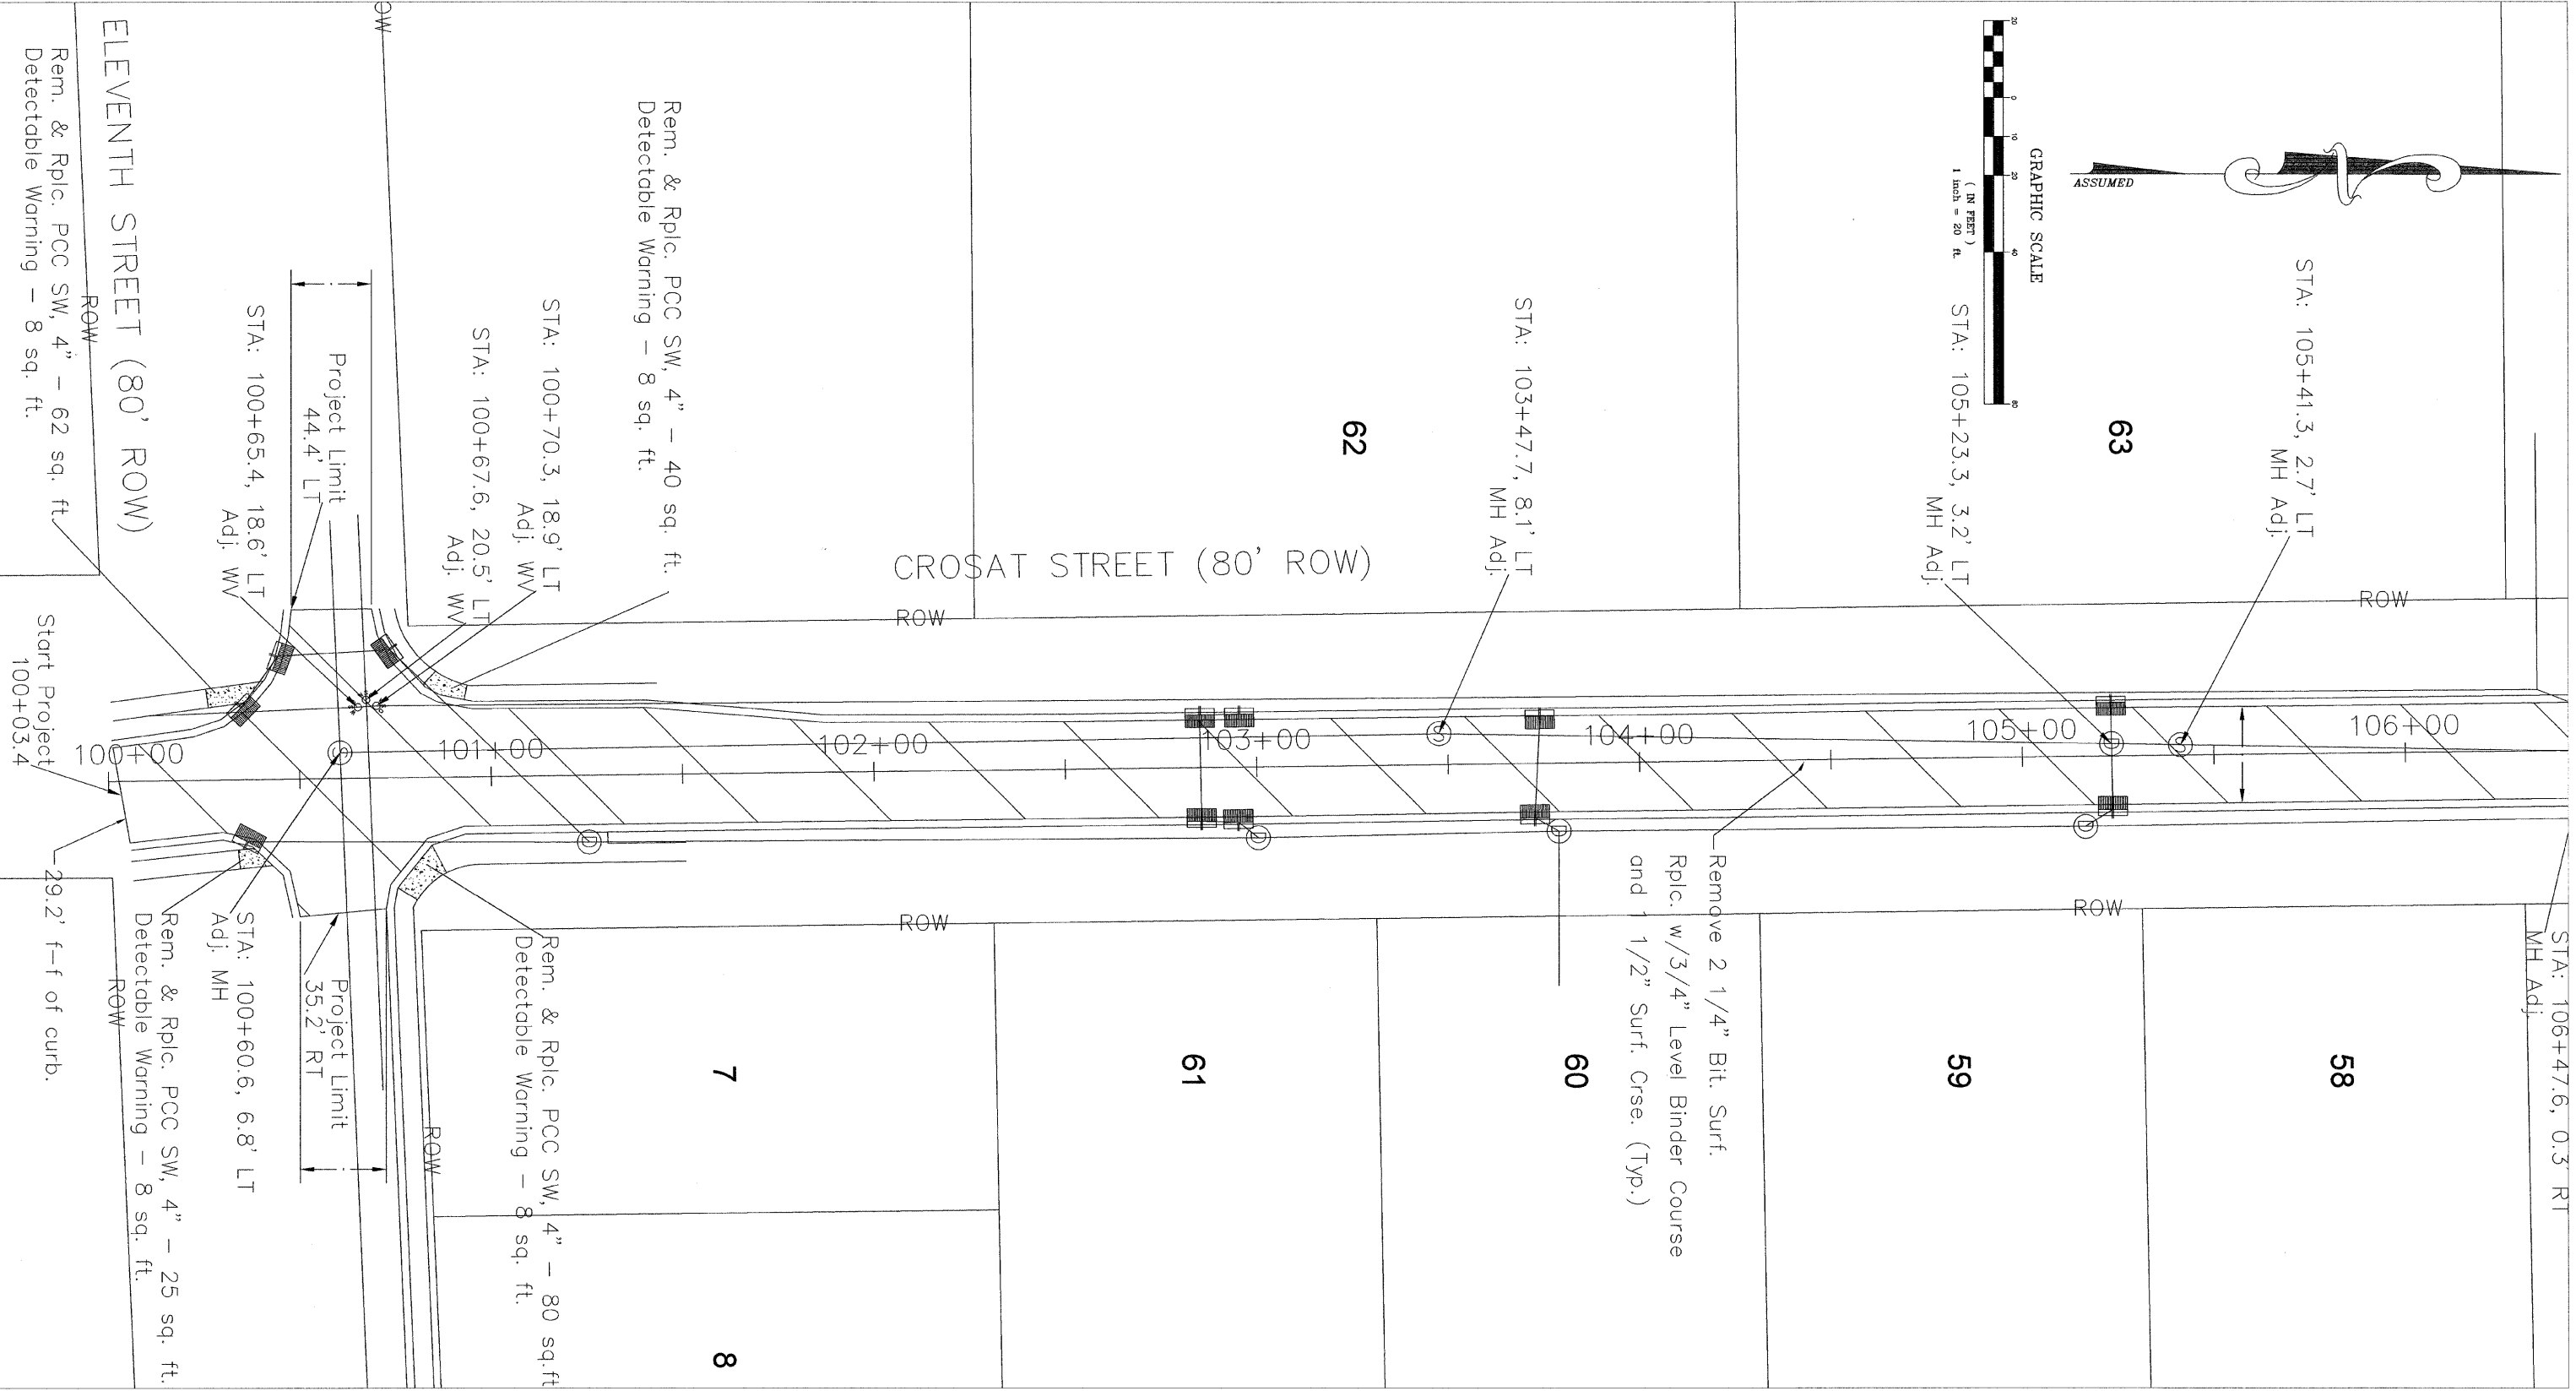 ELEVENTH STREET (80' ROW)
ROW
Rem. & Rplc. PCC SW, 4" - 62 sq. ft.
Detectable Warning - 8 sq. ft.
Start Project
100+03.4
29.2' f-f of curb.
Project Limit
44.4' LT
STA: 100+65.4, 18.6' LT
Adj. WV
STA: 100+67.6, 20.5' LT
Adj. WV
STA: 100+70.3, 18.9' LT
Adj. WV
Rem. & Rplc. PCC SW, 4" - 40 sq. ft.
Detectable Warning - 8 sq. ft.
CROSAT STREET (80' ROW)
ROW
62
STA: 103+47.7, 8.1' LT
MH Adj.
GRAPHIC SCALE
20 0 10 20 40 80
( IN FEET )
1 inch = 20 ft.
ASSUMED
STA: 105+23.3, 3.2' LT
MH Adj.
63
STA: 105+41.3, 2.7' LT
MH Adj.
ROW
100+00
101+00
102+00
103+00
104+00
105+00
106+00
S
D
S
D
D
S
D
ROW
Rem. & Rplc. PCC SW, 4" - 25 sq. ft.
Detectable Warning - 8 sq. ft.
STA: 100+60.6, 6.8' LT
Adj. MH
Project Limit
35.2' RT
ROW
Rem. & Rplc. PCC SW, 4" - 80 sq.ft
Detectable Warning - 8 sq. ft.
7
8
ROW
61
60
Remove 2 1/4" Bit. Surf.
Rplc. w/3/4" Level Binder Course
and 1 1/2" Surf. Crse. (Typ.)
59
ROW
58
STA: 106+47.6, 0.3' RT
MH Adj.